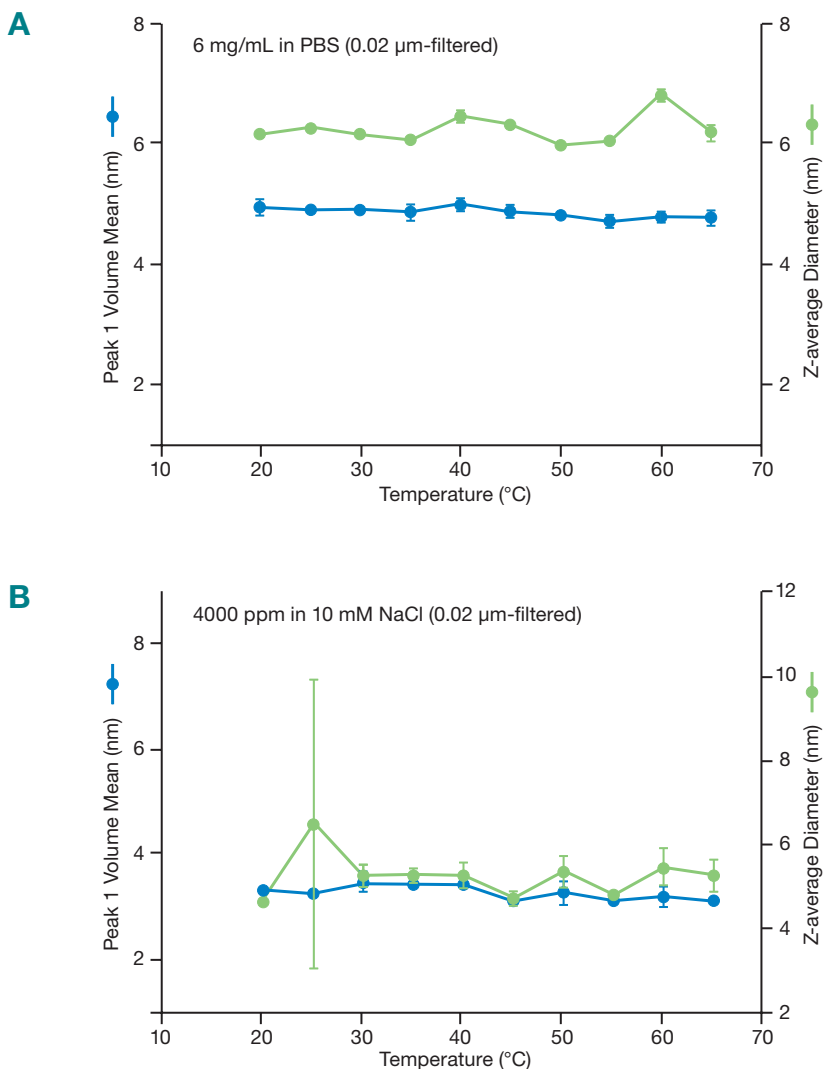 A
6 mg/mL in PBS (0.02 µm-filtered)
Peak 1 Volume Mean (nm)
8
6
4
2
8
6
4
2
Z-average Diameter (nm)
10 20 30 40 50 60 70
Temperature (°C)
B
4000 ppm in 10 mM NaCl (0.02 µm-filtered)
Peak 1 Volume Mean (nm)
8
6
4
2
12
10
8
6
4
2
Z-average Diameter (nm)
10 20 30 40 50 60 70
Temperature (°C)